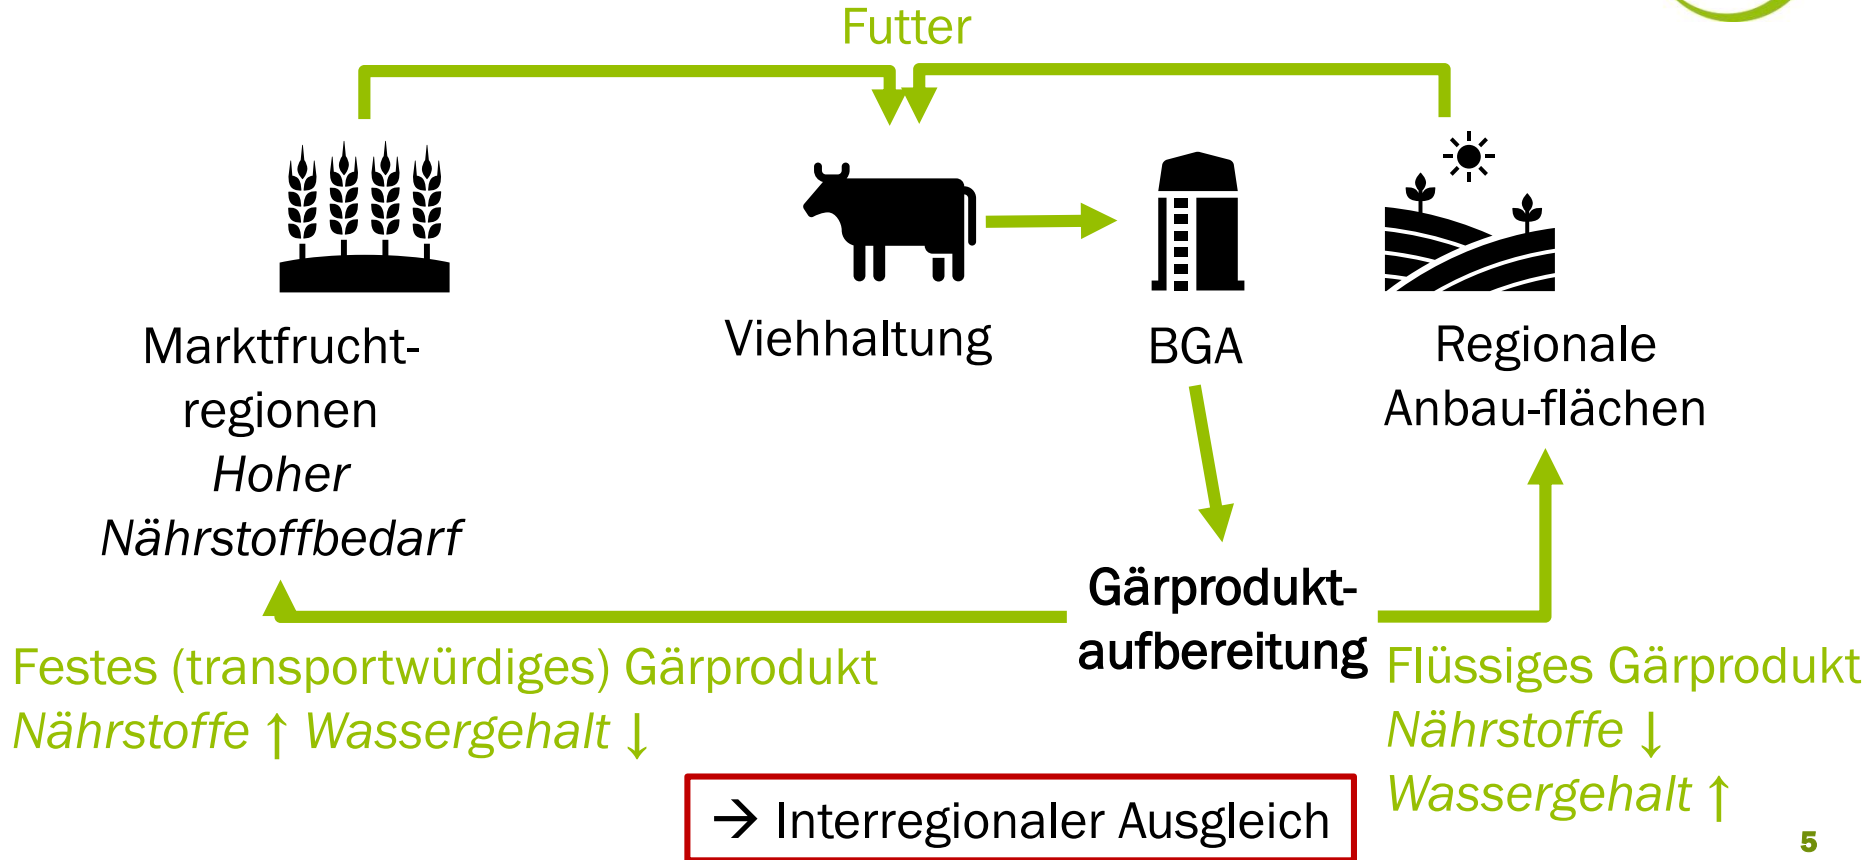 Futter
Marktfrucht-
regionen
Hoher
Nährstoffbedarf
Viehhaltung
BGA
Regionale
Anbau-flächen
Gärprodukt-
aufbereitung
Festes (transportwürdiges) Gärprodukt
Nährstoffe ↑ Wassergehalt ↓
Flüssiges Gärprodukt
Nährstoffe ↓
Wassergehalt ↑
→ Interregionaler Ausgleich
5